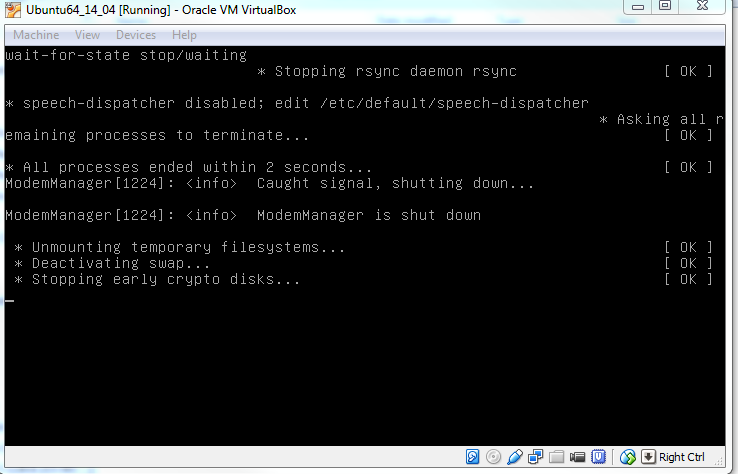 Ubuntu64_14_04 [Running] - Oracle VM VirtualBox
Machine View Devices Help
wait-for-state stop/waiting
* Stopping rsync daemon rsync [ OK ]
* speech-dispatcher disabled; edit /etc/default/speech-dispatcher
* Asking all r
emaining processes to terminate... [ OK ]
* All processes ended within 2 seconds... [ OK ]
ModemManager[1224]: <info>  Caught signal, shutting down...
ModemManager[1224]: <info>  ModemManager is shut down
* Unmounting temporary filesystems... [ OK ]
* Deactivating swap... [ OK ]
* Stopping early crypto disks... [ OK ]
Right Ctrl